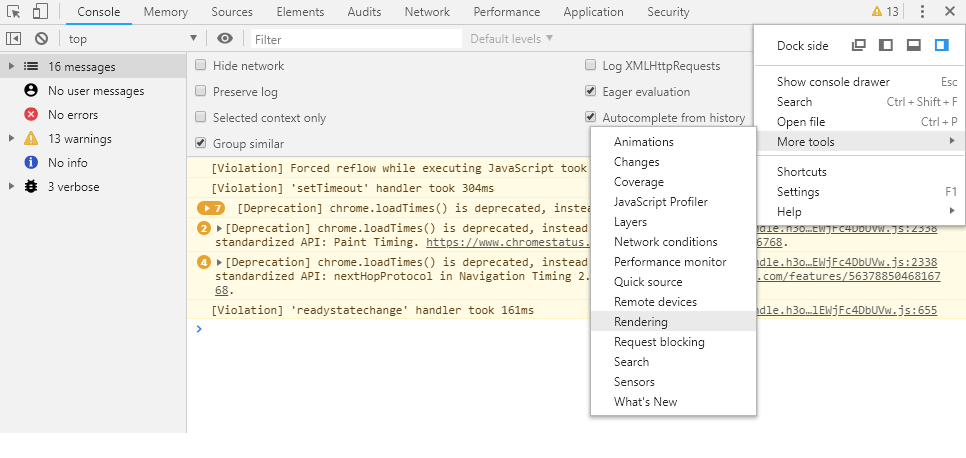 Console Memory Sources Elements Audits Network Performance Application Security 13
top Filter Default levels
16 messages
No user messages
No errors
13 warnings
No info
3 verbose
Hide network
Preserve log
Selected context only
Group similar
Log XMLHttpRequests
Eager evaluation
Autocomplete from history
[Violation] Forced reflow while executing JavaScript took
[Violation] 'setTimeout' handler took 304ms
7 [Deprecation] chrome.loadTimes() is deprecated, instead
2 [Deprecation] chrome.loadTimes() is deprecated, instead ndle.h3o…EWjFc4DbUVw.js:2338
standardized API: Paint Timing. https://www.chromestatus. 6768.
4 [Deprecation] chrome.loadTimes() is deprecated, instead ndle.h3o…EWjFc4DbUVw.js:2338
standardized API: nextHopProtocol in Navigation Timing 2. .com/features/56378850468167
68.
[Violation] 'readystatechange' handler took 161ms ndle.h3o…lEWjFc4DbUVw.js:655
Dock side
Show console drawer Esc
Search Ctrl + Shift + F
Open file Ctrl + P
More tools
Shortcuts
Settings F1
Help
Animations
Changes
Coverage
JavaScript Profiler
Layers
Network conditions
Performance monitor
Quick source
Remote devices
Rendering
Request blocking
Search
Sensors
What's New